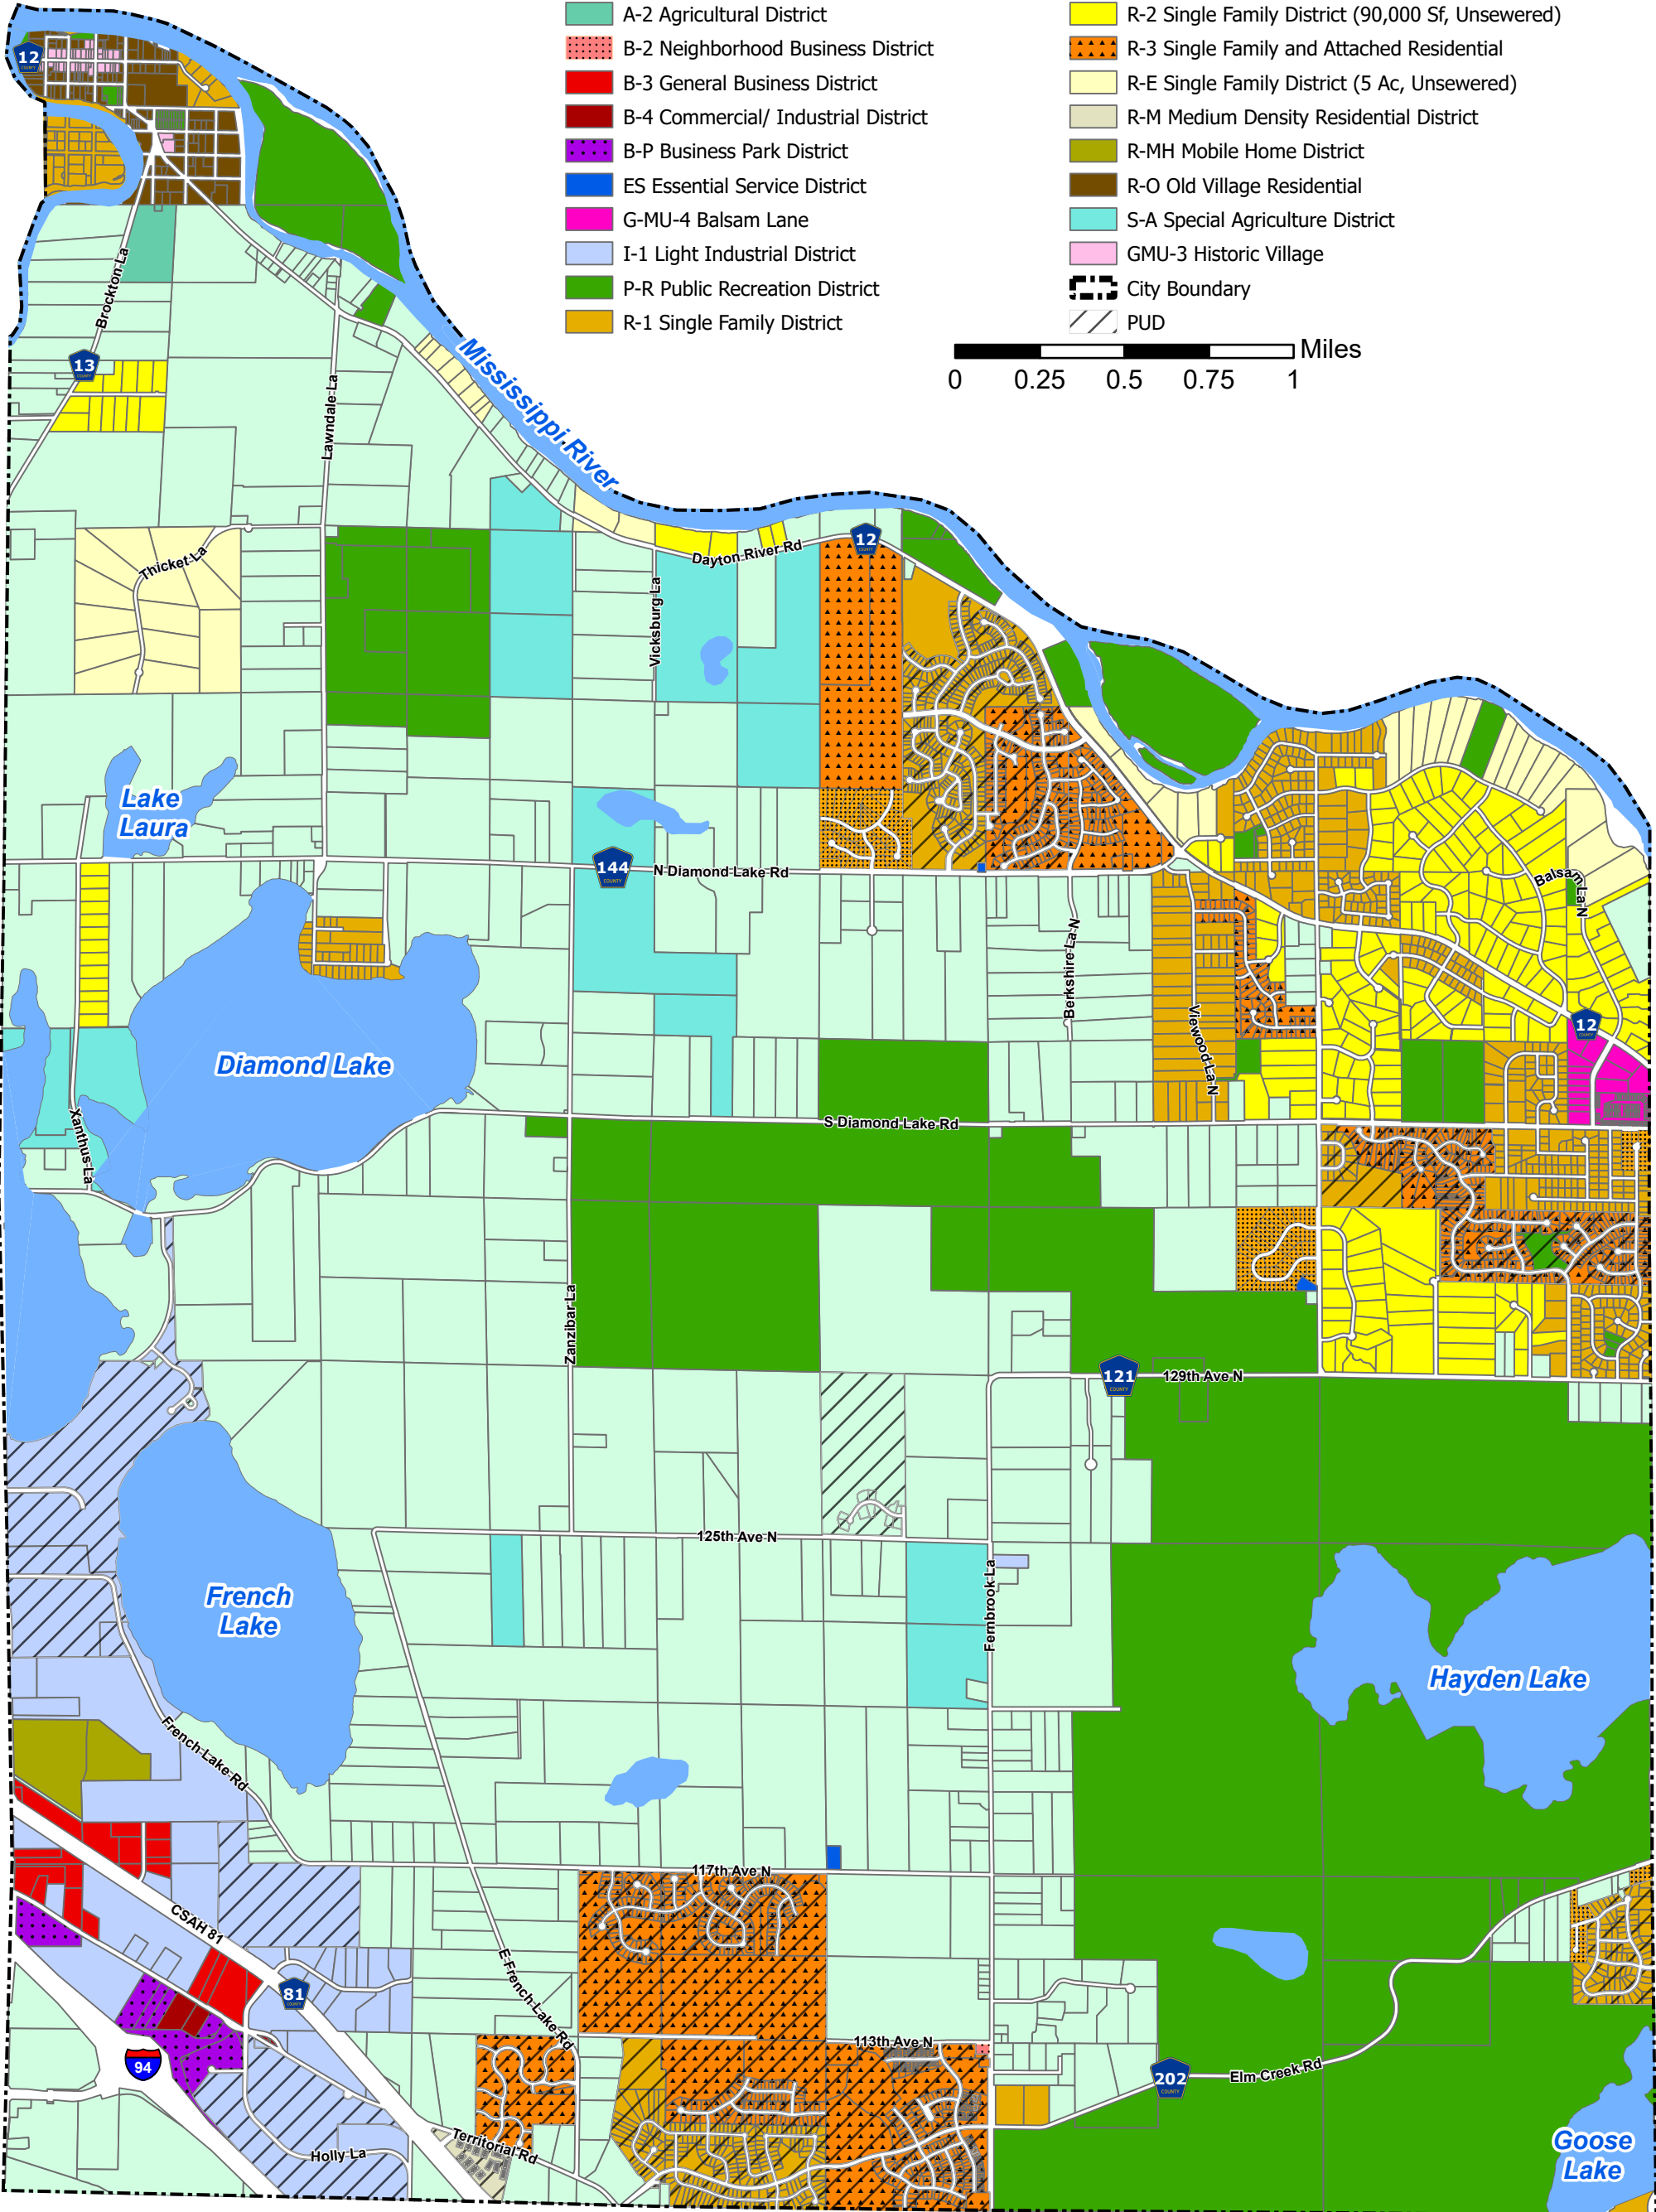 A-2 Agricultural District
B-2 Neighborhood Business District
B-3 General Business District
B-4 Commercial/ Industrial District
B-P Business Park District
ES Essential Service District
G-MU-4 Balsam Lane
I-1 Light Industrial District
P-R Public Recreation District
R-1 Single Family District
R-2 Single Family District (90,000 Sf, Unsewered)
R-3 Single Family and Attached Residential
R-E Single Family District (5 Ac, Unsewered)
R-M Medium Density Residential District
R-MH Mobile Home District
R-O Old Village Residential
S-A Special Agriculture District
GMU-3 Historic Village
City Boundary
PUD
Miles
0 0.25 0.5 0.75 1
12
COUNTY
Brockton La
13
COUNTY
Lawndale La
Mississippi River
Thicket La
Vicksburg La
Dayton River Rd
12
COUNTY
Lake
Laura
144
COUNTY
N Diamond Lake Rd
Balsam La N
Berkshire La N
Viewood La N
12
COUNTY
Diamond Lake
Xanthus La
S Diamond Lake Rd
Zanzibar La
121
COUNTY
129th Ave N
125th Ave N
Fernbrook La
French
Lake
Hayden Lake
French Lake Rd
117th Ave N
CSAH 81
81
COUNTY
E French Lake Rd
94
113th Ave N
202
COUNTY
Elm Creek Rd
Territorial Rd
Holly La
Goose
Lake